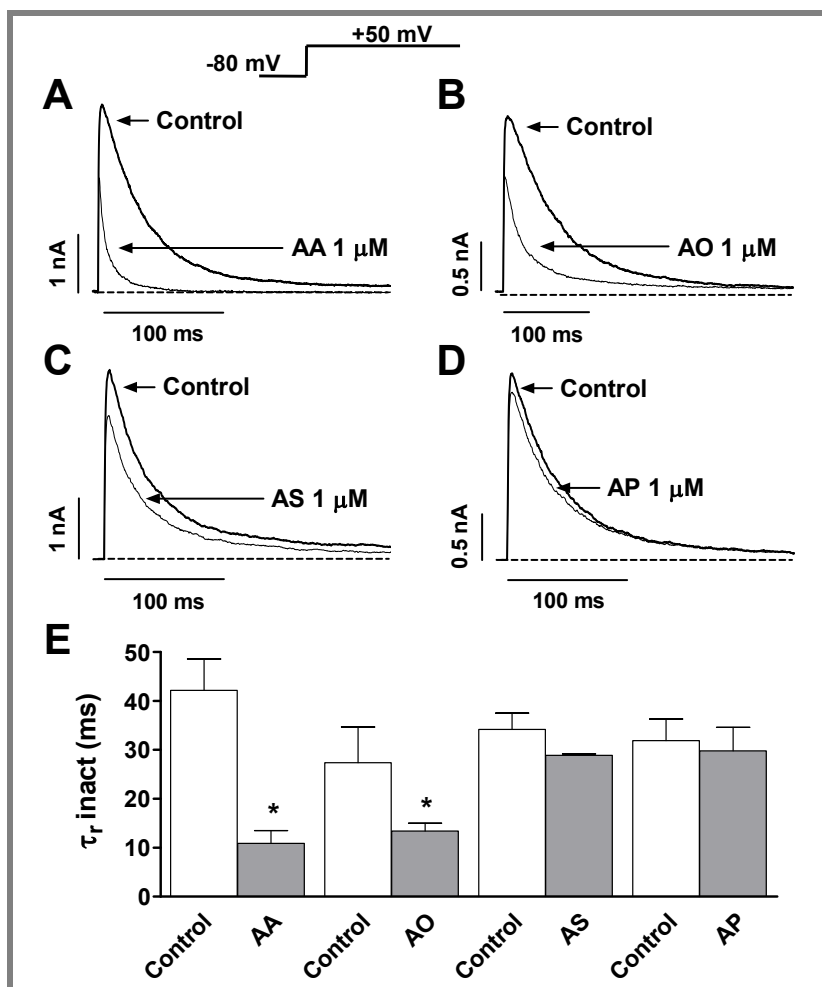 +50 mV
-80 mV
A
Control
AA 1 μM
1 nA
100 ms
B
Control
AO 1 μM
0.5 nA
100 ms
C
Control
AS 1 μM
1 nA
100 ms
D
Control
AP 1 μM
0.5 nA
100 ms
E
τr inact (ms)
50
40
30
20
10
0
* *
Control AA Control AO Control AS Control AP